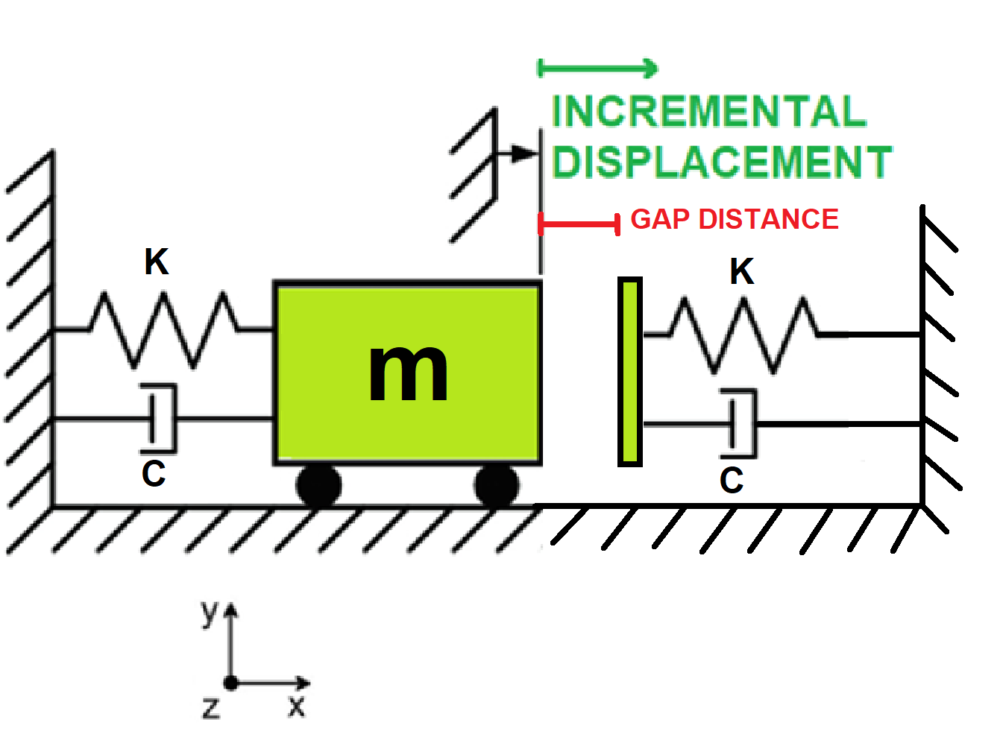 INCREMENTAL
DISPLACEMENT
GAP DISTANCE
K
K
m
C
C
y
z
x